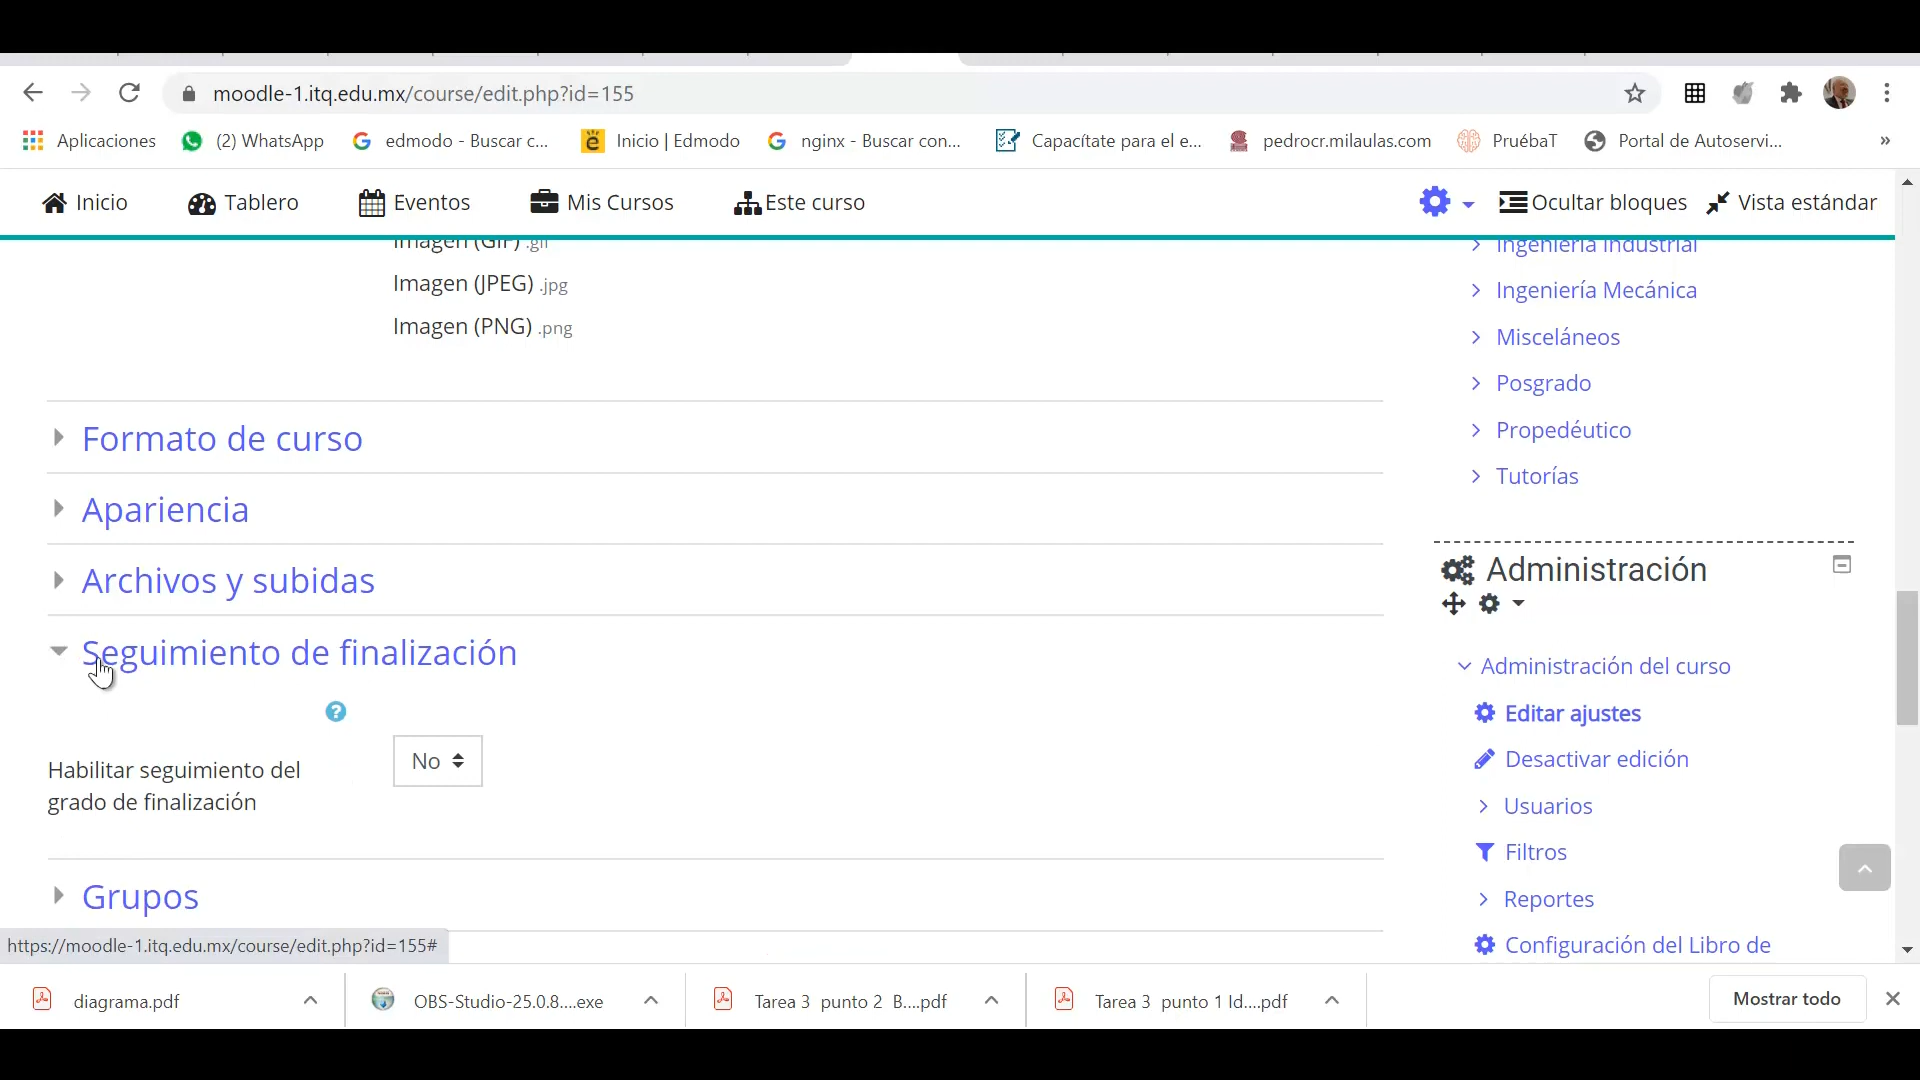 moodle-1.itq.edu.mx/course/edit.php?id=155
Aplicaciones
(2) WhatsApp
edmodo - Buscar c...
Inicio | Edmodo
nginx - Buscar con...
Capacítate para el e...
pedrocr.milaulas.com
PruébaT
Portal de Autoservi...
»
Inicio
Tablero
Eventos
Mis Cursos
Este curso
Ocultar bloques
Vista estándar
Imagen (GIF) .gif
Imagen (JPEG) .jpg
Imagen (PNG) .png
Formato de curso
Apariencia
Archivos y subidas
Seguimiento de finalización
?
Habilitar seguimiento del
grado de finalización
No
Grupos
Ingeniería Industrial
Ingeniería Mecánica
Misceláneos
Posgrado
Propedéutico
Tutorías
Administración
Administración del curso
Editar ajustes
Desactivar edición
Usuarios
Filtros
Reportes
Configuración del Libro de
https://moodle-1.itq.edu.mx/course/edit.php?id=155#
diagrama.pdf
OBS-Studio-25.0.8....exe
Tarea 3 punto 2 B....pdf
Tarea 3 punto 1 Id....pdf
Mostrar todo